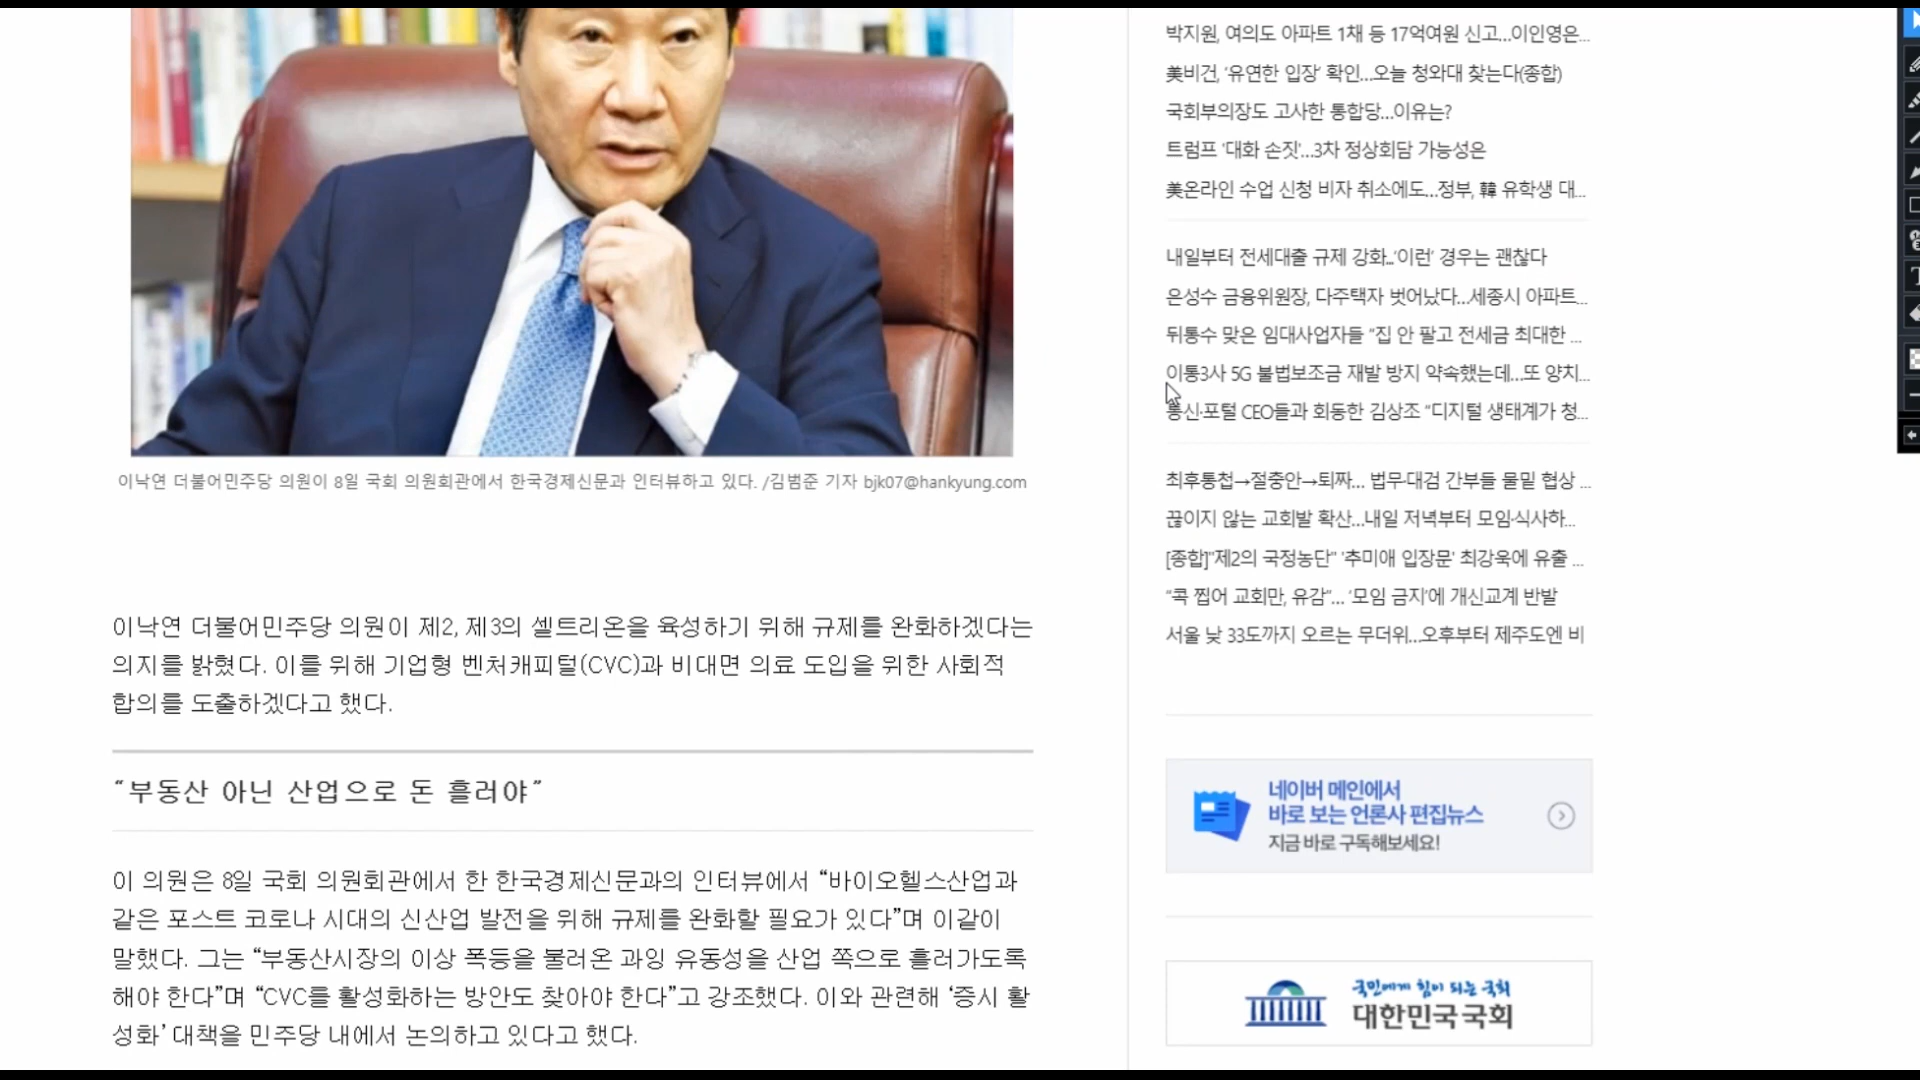 이낙연 더불어민주당 의원이 8일 국회 의원회관에서 한국경제신문과 인터뷰하고 있다. /김범준 기자 bjk07@hankyung.com
이낙연 더불어민주당 의원이 제2, 제3의 셀트리온을 육성하기 위해 규제를 완화하겠다는
의지를 밝혔다. 이를 위해 기업형 벤처캐피털(CVC)과 비대면 의료 도입을 위한 사회적
합의를 도출하겠다고 했다.
“부동산 아닌 산업으로 돈 흘러야”
이 의원은 8일 국회 의원회관에서 한 한국경제신문과의 인터뷰에서 “바이오헬스산업과
같은 포스트 코로나 시대의 신산업 발전을 위해 규제를 완화할 필요가 있다”며 이같이
말했다. 그는 “부동산시장의 이상 폭등을 불러온 과잉 유동성을 산업 쪽으로 흘러가도록
해야 한다”며 “CVC를 활성화하는 방안도 찾아야 한다”고 강조했다. 이와 관련해 ‘증시 활
성화’ 대책을 민주당 내에서 논의하고 있다고 했다.
박지원, 여의도 아파트 1채 등 17억여원 신고…이인영은…
美비건, '유연한 입장' 확인…오늘 청와대 찾는다(종합)
국회부의장도 고사한 통합당…이유는?
트럼프 '대화 손짓'…3차 정상회담 가능성은
美온라인 수업 신청 비자 취소에도…정부, 韓 유학생 대…
내일부터 전세대출 규제 강화…'이런' 경우는 괜찮다
은성수 금융위원장, 다주택자 벗어났다…세종시 아파트…
뒤통수 맞은 임대사업자들 "집 안 팔고 전세금 최대한 …
이통3사 5G 불법보조금 재발 방지 약속했는데…또 양치…
통신·포털 CEO들과 회동한 김상조 "디지털 생태계가 청…
최후통첩→절충안→퇴짜… 법무·대검 간부들 물밑 협상 …
끊이지 않는 교회발 확산…내일 저녁부터 모임·식사하…
[종합]"제2의 국정농단" '추미애 입장문' 최강욱에 유출 …
"콕 찝어 교회만, 유감"… '모임 금지'에 개신교계 반발
서울 낮 33도까지 오르는 무더위…오후부터 제주도엔 비
네이버 메인에서
바로 보는 언론사 편집뉴스
지금 바로 구독해보세요!
국민에게 힘이 되는 국회
대한민국국회